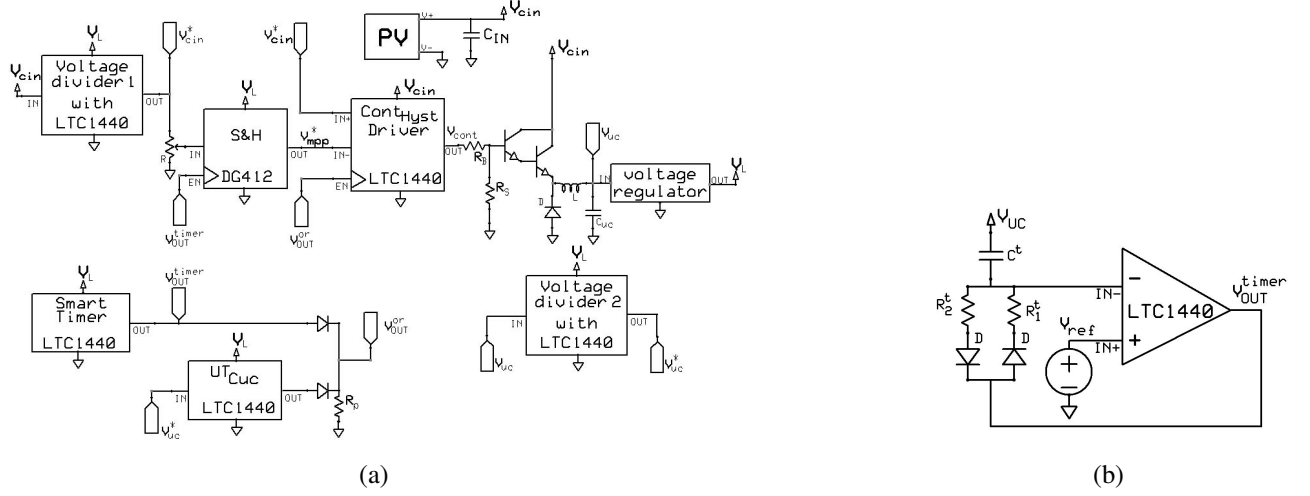 PV
V+
V-
V_cin
C_IN
V*_cin
V_L
V_cin
IN
Voltage
divider1
with
LTC1440
OUT
R
IN
EN
V_L
S&H
DG412
OUT
V^timer_OUT
V*_mpp
V*_cin
IN+
IN-
EN
V_cin
Cont Hyst
Driver
LTC1440
OUT
V^or_OUT
V_cont
R_B
R_S
V_cin
D
L
V_uc
C_uc
IN
voltage
regulator
OUT
V_L
V_L
Smart
Timer
LTC1440
OUT
V^timer_OUT
V^or_OUT
V*_uc
IN
V_L
UT_Cuc
LTC1440
OUT
R_p
V_uc
IN
V_L
Voltage
divider2
with
LTC1440
OUT
V*_uc
(a)
V_UC
C^t
R^t_2
R^t_1
D
D
IN-
V_ref
IN+
LTC1440
V^timer_OUT
(b)